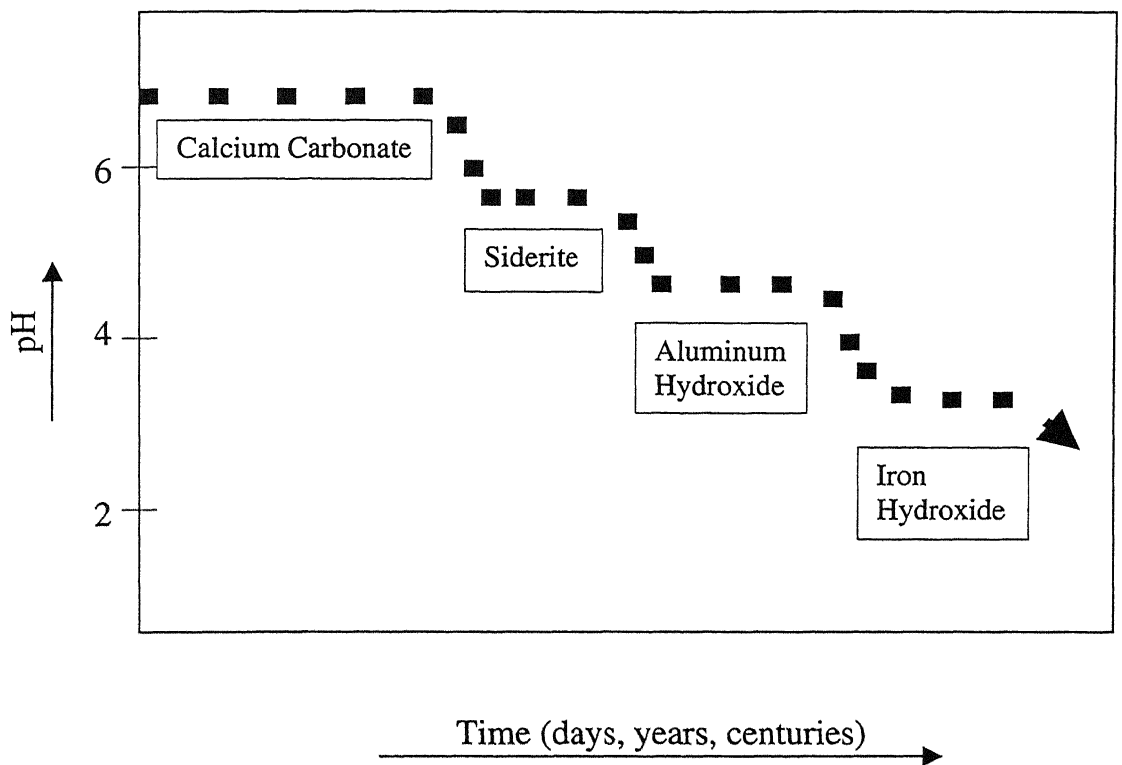 Calcium Carbonate
6
Siderite
pH
4
Aluminum
Hydroxide
Iron
Hydroxide
2
Time (days, years, centuries)